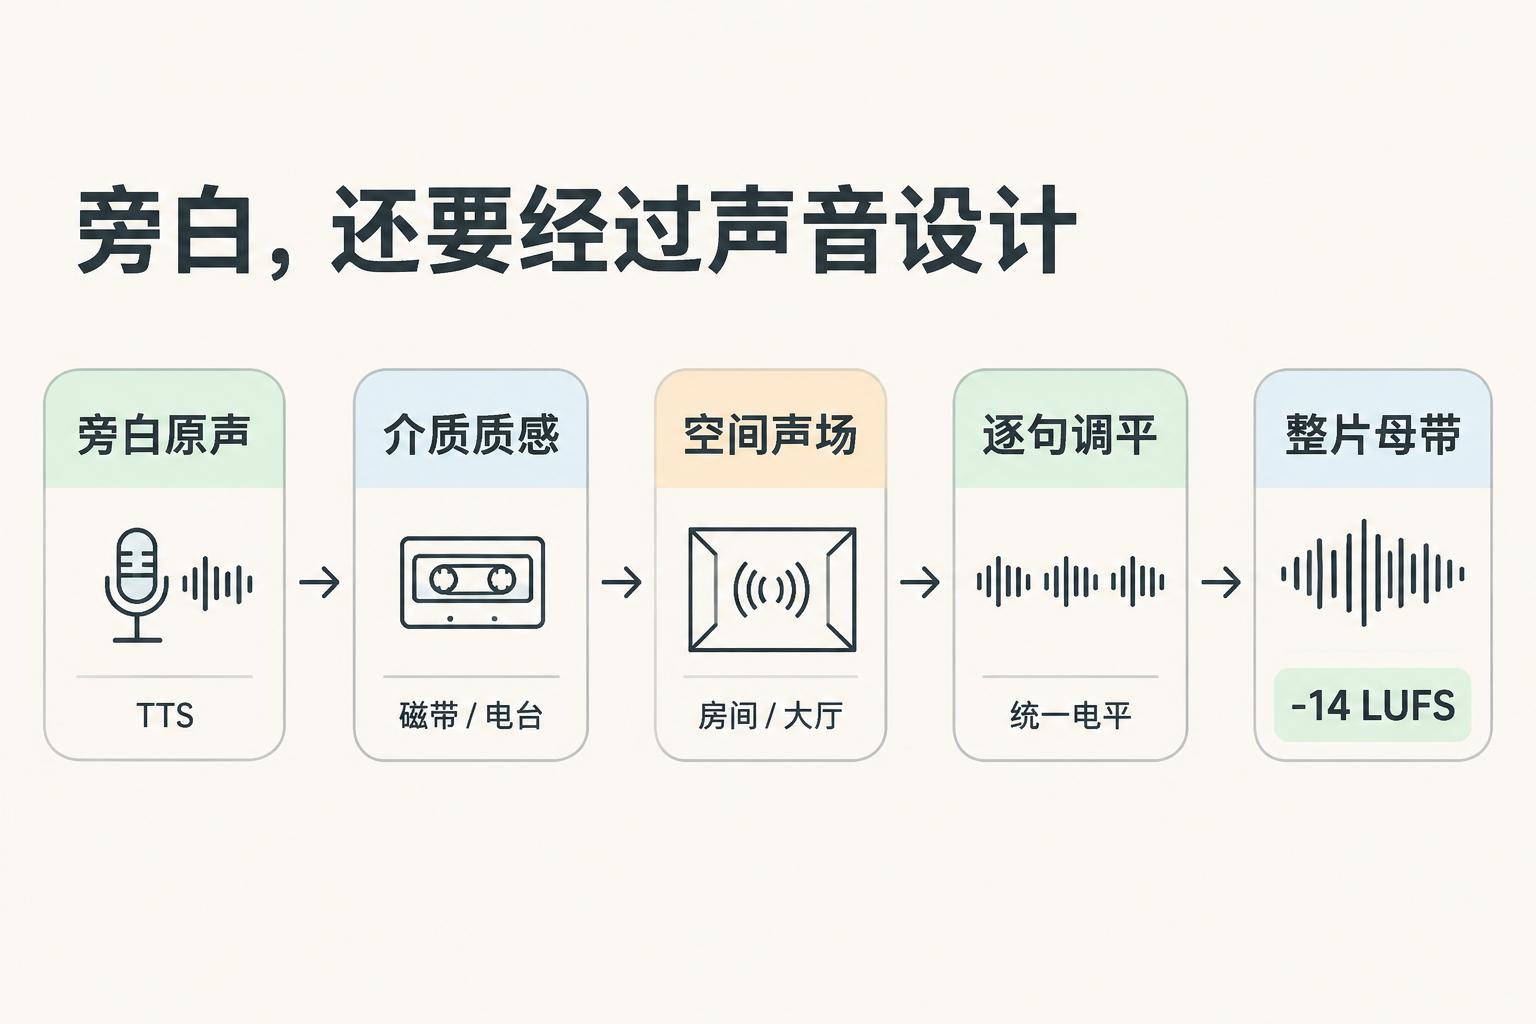 旁白，还要经过声音设计
旁白原声
TTS
介质质感
磁带 / 电台
空间声场
房间 / 大厅
逐句调平
统一电平
整片母带
-14 LUFS